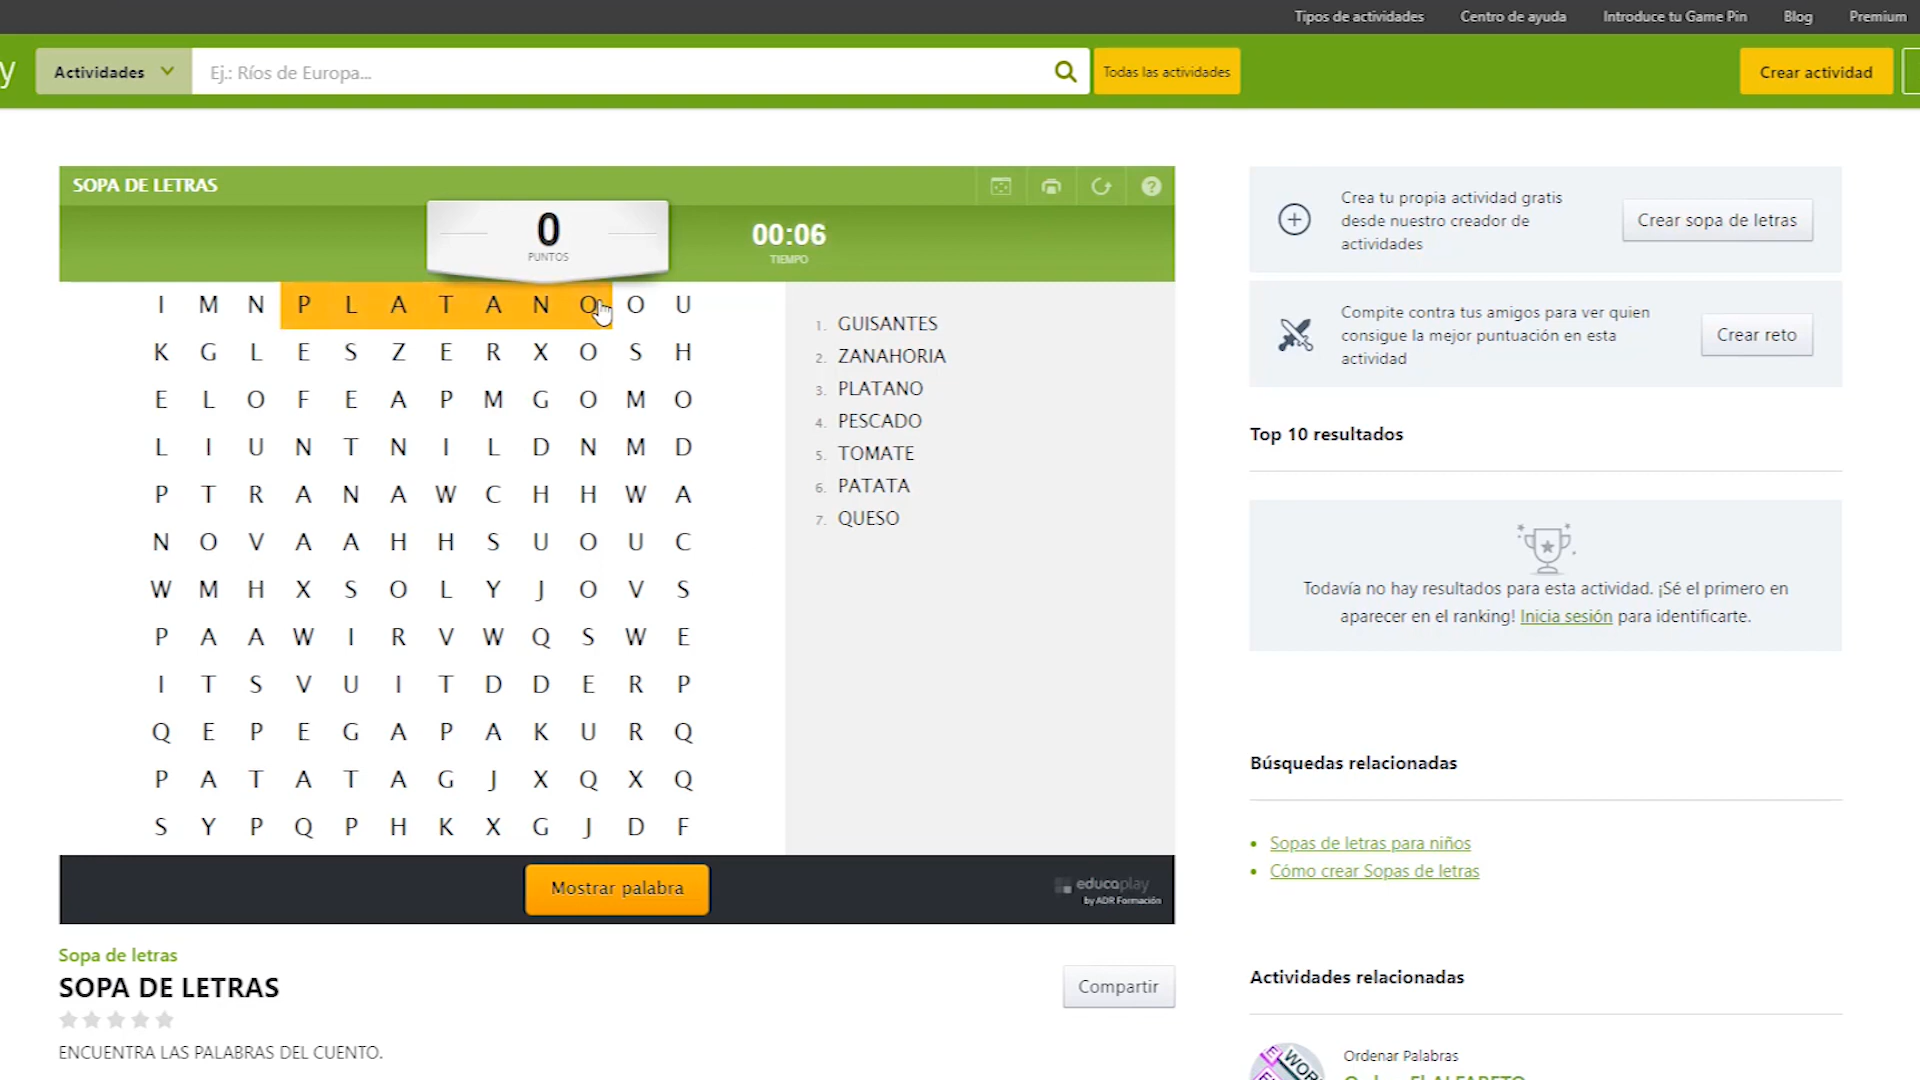 Tipos de actividades Centro de ayuda Introduce tu Game Pin Blog Premium
y Actividades Ej.: Ríos de Europa... Todas las actividades Crear actividad
SOPA DE LETRAS
0
PUNTOS
00:06
TIEMPO
I M N P L A T A N O O U
K G L E S Z E R X O S H
E L O F E A P M G O M O
L I U N T N I L D N M D
P T R A N A W C H H W A
N O V A A H H S U O U C
W M H X S O L Y J O V S
P A A W I R V W Q S W E
I T S V U I T D D E R P
Q E P E G A P A K U R Q
P A T A T A G J X Q X Q
S Y P Q P H K X G J D F
1. GUISANTES
2. ZANAHORIA
3. PLATANO
4. PESCADO
5. TOMATE
6. PATATA
7. QUESO
Mostrar palabra
educaplay
by ADR Formación
Sopa de letras
SOPA DE LETRAS
Compartir
ENCUENTRA LAS PALABRAS DEL CUENTO.
Crea tu propia actividad gratis
desde nuestro creador de
actividades
Crear sopa de letras
Compite contra tus amigos para ver quien
consigue la mejor puntuación en esta
actividad
Crear reto
Top 10 resultados
Todavía no hay resultados para esta actividad. ¡Sé el primero en
aparecer en el ranking! Inicia sesión para identificarte.
Búsquedas relacionadas
• Sopas de letras para niños
• Cómo crear Sopas de letras
Actividades relacionadas
WOR
Ordenar Palabras